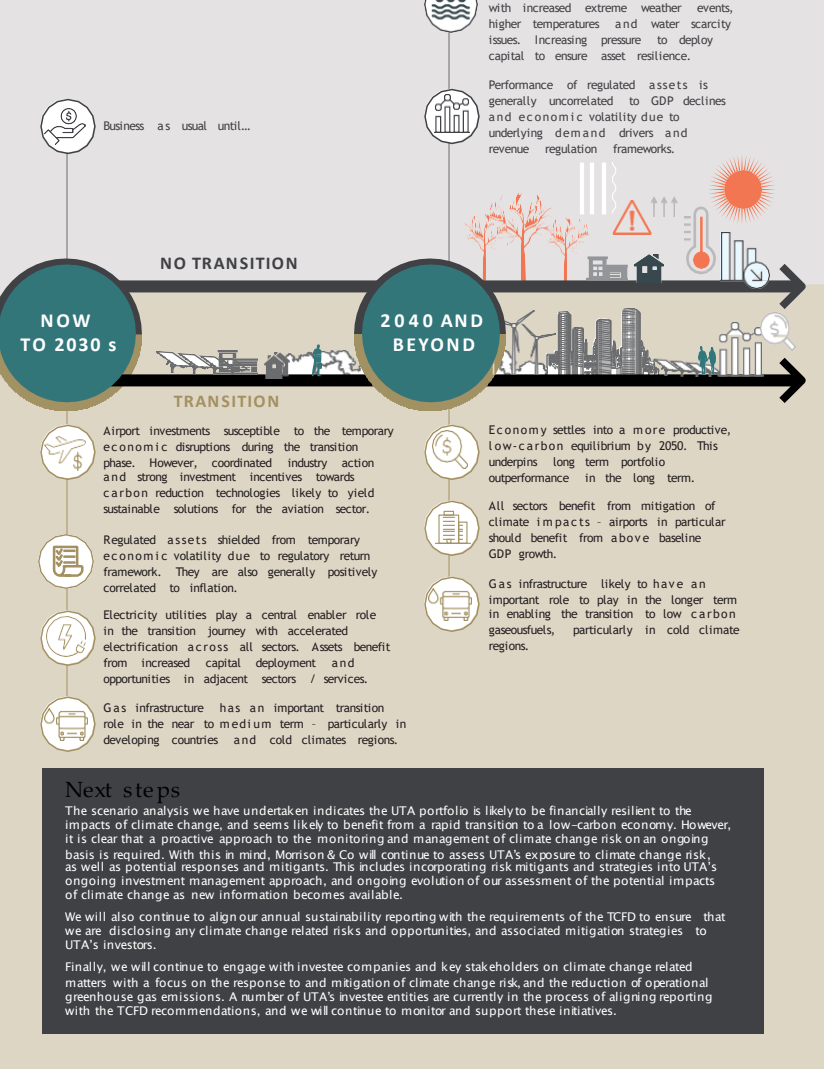 with increased extreme weather events,
higher temperatures and water scarcity
issues. Increasing pressure to deploy
capital to ensure asset resilience.
Performance of regulated assets is
generally uncorrelated to GDP declines
and economic volatility due to
underlying demand drivers and
revenue regulation frameworks.
Business as usual until...
NO TRANSITION
NOW
TO 2030 s
2040 AND
BEYOND
TRANSITION
Airport investments susceptible to the temporary
economic disruptions during the transition
phase. However, coordinated industry action
and strong investment incentives towards
carbon reduction technologies likely to yield
sustainable solutions for the aviation sector.
Regulated assets shielded from temporary
economic volatility due to regulatory return
framework. They are also generally positively
correlated to inflation.
Electricity utilities play a central enabler role
in the transition journey with accelerated
electrification across all sectors. Assets benefit
from increased capital deployment and
opportunities in adjacent sectors / services.
Gas infrastructure has an important transition
role in the near to medium term – particularly in
developing countries and cold climates regions.
Economy settles into a more productive,
low-carbon equilibrium by 2050. This
underpins long term portfolio
outperformance in the long term.
All sectors benefit from mitigation of
climate impacts – airports in particular
should benefit from above baseline
GDP growth.
Gas infrastructure likely to have an
important role to play in the longer term
in enabling the transition to low carbon
gaseousfuels, particularly in cold climate
regions.
Next steps
The scenario analysis we have undertaken indicates the UTA portfolio is likely to be financially resilient to the
impacts of climate change, and seems likely to benefit from a rapid transition to a low-carbon economy. However,
it is clear that a proactive approach to the monitoring and management of climate change risk on an ongoing
basis is required. With this in mind, Morrison & Co will continue to assess UTA's exposure to climate change risk,
as well as potential responses and mitigants. This includes incorporating risk mitigants and strategies into UTA's
ongoing investment management approach, and ongoing evolution of our assessment of the potential impacts
of climate change as new information becomes available.
We will also continue to align our annual sustainability reporting with the requirements of the TCFD to ensure that
we are disclosing any climate change related risks and opportunities, and associated mitigation strategies to
UTA's investors.
Finally, we will continue to engage with investee companies and key stakeholders on climate change related
matters with a focus on the response to and mitigation of climate change risk, and the reduction of operational
greenhouse gas emissions. A number of UTA's investee entities are currently in the process of aligning reporting
with the TCFD recommendations, and we will continue to monitor and support these initiatives.